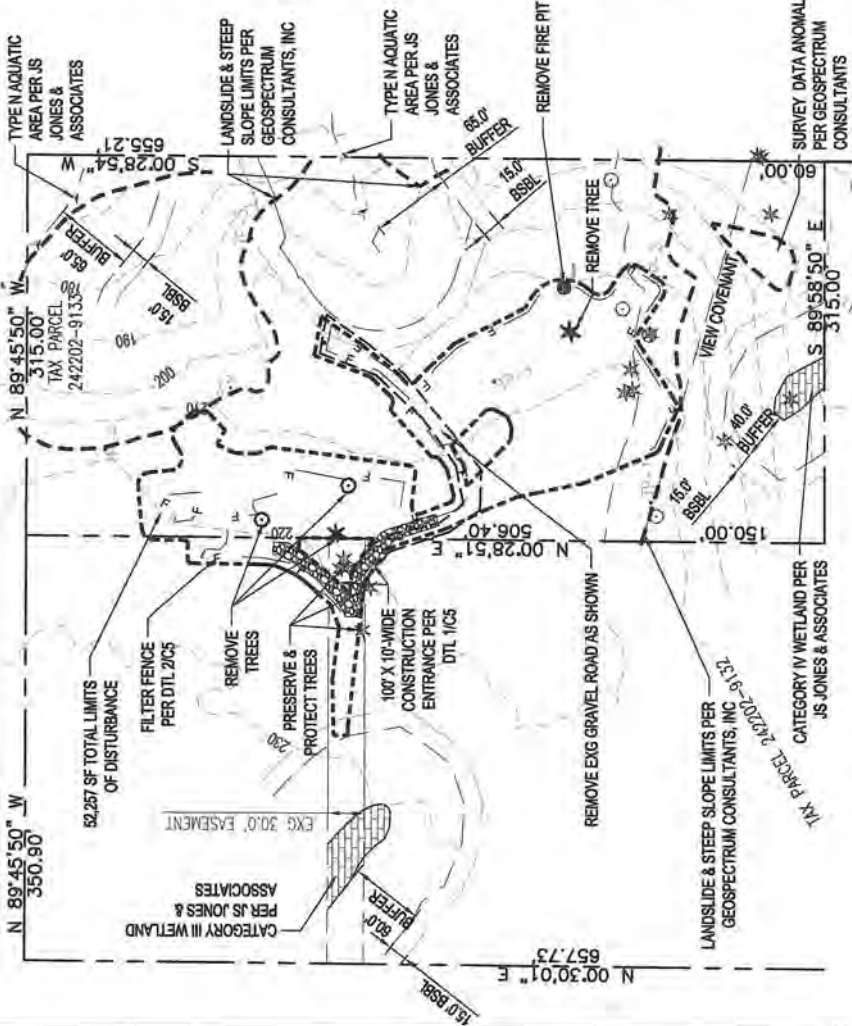 N 89°45'50" W
350.90'
N 89°45'50" W
315.00'
TAX PARCEL
242202-9133
TYPE N AQUATIC
AREA PER JS
JONES &
ASSOCIATES
65.0'
BUFFER
15.0'
BSBL
180
190
200
210
S 00°28'54" W
655.21'
LANDSLIDE & STEEP
SLOPE LIMITS PER
GEOSPECTRUM
CONSULTANTS, INC
TYPE N AQUATIC
AREA PER JS
JONES &
ASSOCIATES
65.0'
BUFFER
15.0'
BSBL
REMOVE FIRE PIT
REMOVE TREE
52,257 SF TOTAL LIMITS
OF DISTURBANCE
FILTER FENCE
PER DTL 2/C5
REMOVE
TREES
PRESERVE &
PROTECT TREES
100' X 10'-WIDE
CONSTRUCTION
ENTRANCE PER
DTL 1/C5
220
230
F
F
F
F
F
F
F
F
N 00°28'51" E
506.40'
EXG 30.0' EASEMENT
CATEGORY III WETLAND
PER JS JONES &
ASSOCIATES
60.0'
BUFFER
15.0' BSBL
N 00°30'01" E
657.73
REMOVE EXG GRAVEL ROAD AS SHOWN
LANDSLIDE & STEEP SLOPE LIMITS PER
GEOSPECTRUM CONSULTANTS, INC
TAX PARCEL 242202-9132
150.00'
15.0'
BSBL
40.0'
BUFFER
CATEGORY IV WETLAND PER
JS JONES & ASSOCIATES
VIEW COVENANT
S 89°58'50" E
315.00'
60.00'
SURVEY DATA ANOMAL
PER GEOSPECTRUM
CONSULTANTS